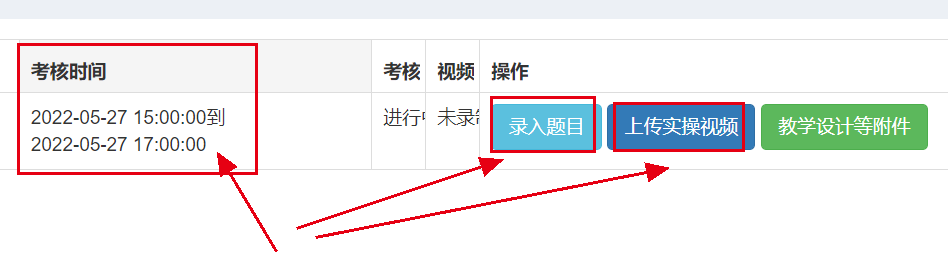 考核时间 考核 视频 操作
2022-05-27 15:00:00到
2022-05-27 17:00:00
进行 未录 录入题目 上传实操视频 教学设计等附件